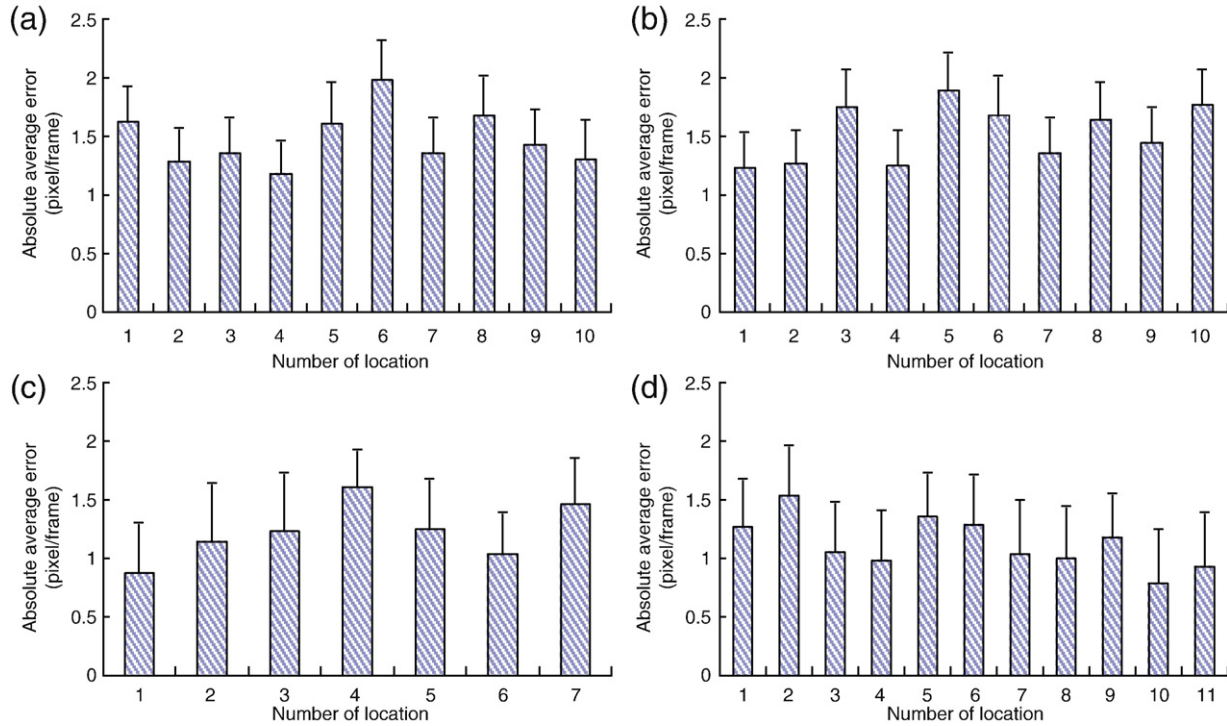 (a)
Absolute average error
(pixel/frame)
2.5
2
1.5
1
0.5
0
1 2 3 4 5 6 7 8 9 10
Number of location
(b)
Absolute average error
(pixel/frame)
2.5
2
1.5
1
0.5
0
1 2 3 4 5 6 7 8 9 10
Number of location
(c)
Absolute average error
(pixel/frame)
2.5
2
1.5
1
0.5
0
1 2 3 4 5 6 7
Number of location
(d)
Absolute average error
(pixel/frame)
2.5
2
1.5
1
0.5
0
1 2 3 4 5 6 7 8 9 10 11
Number of location